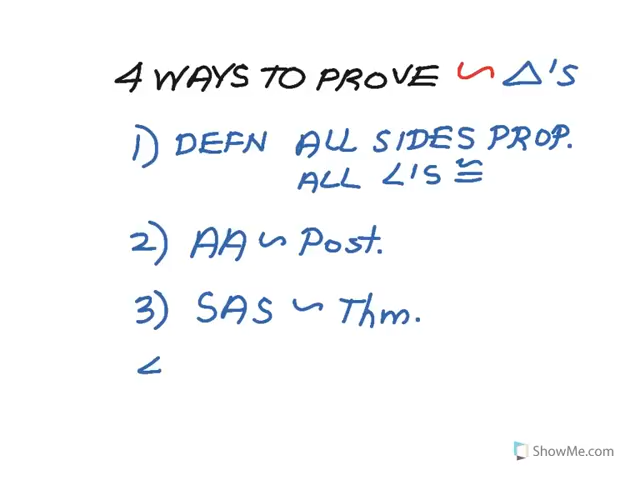 4 WAYS TO PROVE ∽ △'S
1) DEFN ALL SIDES PROP.
ALL ∠'S ≅
2) AA ∽ Post.
3) SAS ∽ Thm.
ShowMe.com